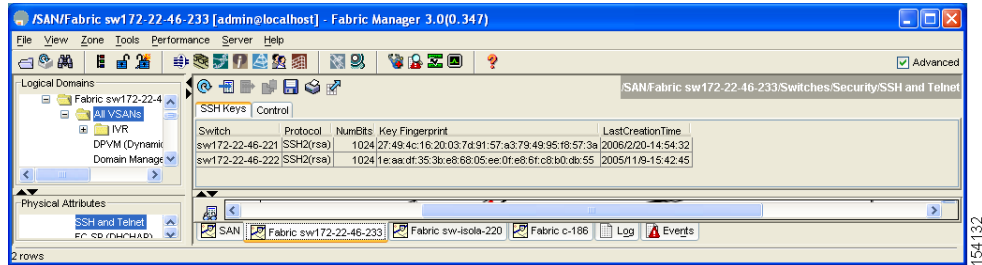 /SAN/Fabric sw172-22-46-233 [admin@localhost] - Fabric Manager 3.0(0.347)
File View Zone Tools Performance Server Help
Advanced
Logical Domains
/SAN/Fabric sw172-22-46-233/Switches/Security/SSH and Telnet
Fabric sw172-22-4
All VSANs
IVR
DPVM (Dynamic
Domain Manage
SSH Keys Control
Switch Protocol NumBits Key Fingerprint LastCreationTime
sw172-22-46-221 SSH2(rsa) 1024 27:49:4c:16:20:03:7d:91:57:a3:79:49:95:f8:57:3a 2006/2/20-14:54:32
sw172-22-46-222 SSH2(rsa) 1024 1e:aa:df:35:3b:e8:68:05:ee:0f:e8:6f:c8:b0:db:55 2005/11/9-15:42:45
Physical Attributes
SSH and Telnet
FC-SP (DHCHAP)
SAN Fabric sw172-22-46-233 Fabric sw-isola-220 Fabric c-186 Log Events
2 rows
154132